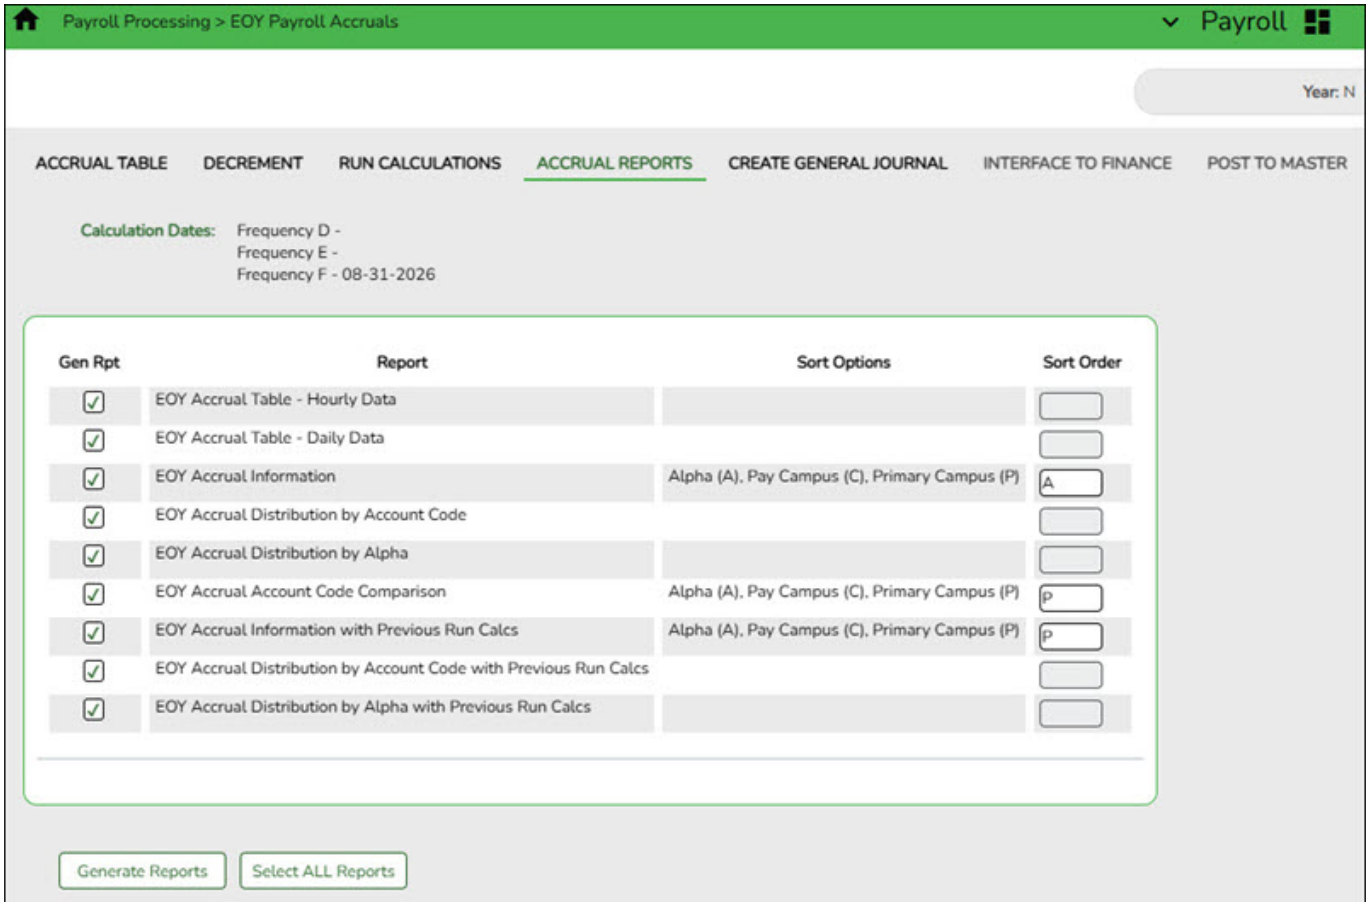 Payroll Processing > EOY Payroll Accruals
Payroll
Year: N
ACCRUAL TABLE DECREMENT RUN CALCULATIONS ACCRUAL REPORTS CREATE GENERAL JOURNAL INTERFACE TO FINANCE POST TO MASTER
Calculation Dates: Frequency D -
Frequency E -
Frequency F - 08-31-2026
Gen Rpt Report Sort Options Sort Order
EOY Accrual Table - Hourly Data
EOY Accrual Table - Daily Data
EOY Accrual Information Alpha (A), Pay Campus (C), Primary Campus (P) A
EOY Accrual Distribution by Account Code
EOY Accrual Distribution by Alpha
EOY Accrual Account Code Comparison Alpha (A), Pay Campus (C), Primary Campus (P) P
EOY Accrual Information with Previous Run Calcs Alpha (A), Pay Campus (C), Primary Campus (P) P
EOY Accrual Distribution by Account Code with Previous Run Calcs
EOY Accrual Distribution by Alpha with Previous Run Calcs
Generate Reports Select ALL Reports